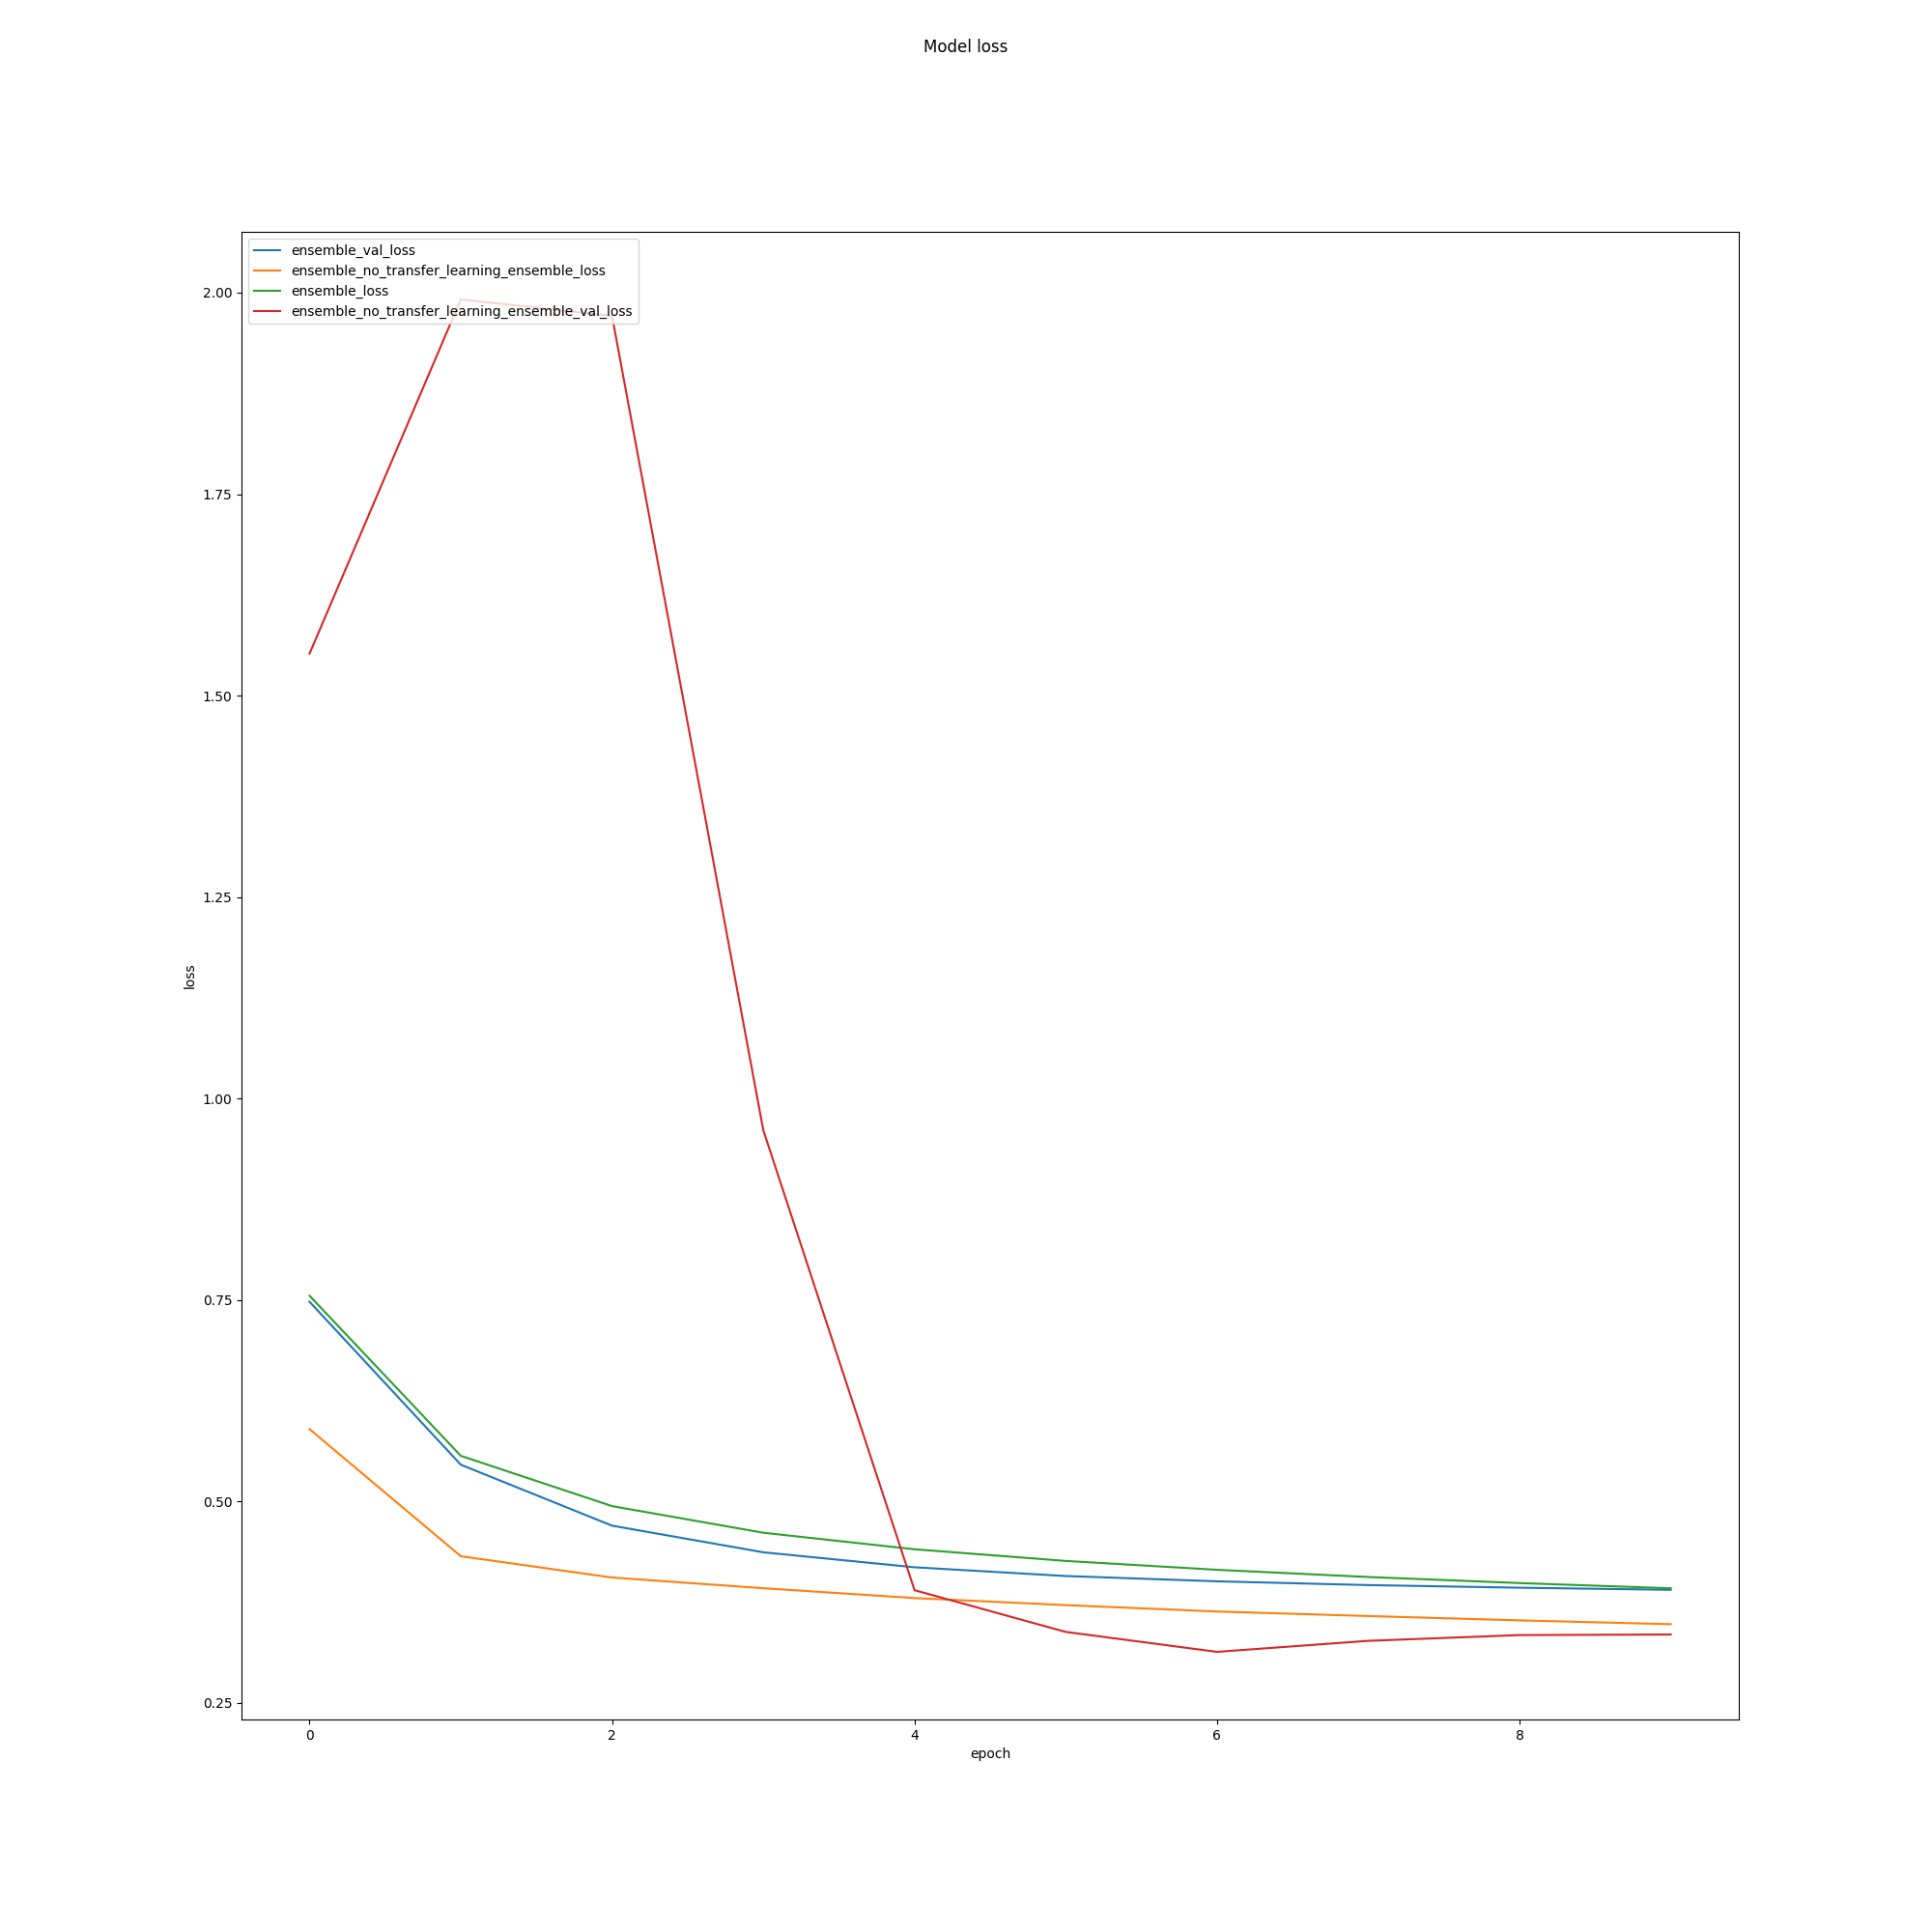 Model loss
ensemble_val_loss
ensemble_no_transfer_learning_ensemble_loss
ensemble_loss
ensemble_no_transfer_learning_ensemble_val_loss
2.00
1.75
1.50
1.25
1.00
0.75
0.50
0.25
loss
0 2 4 6 8
epoch